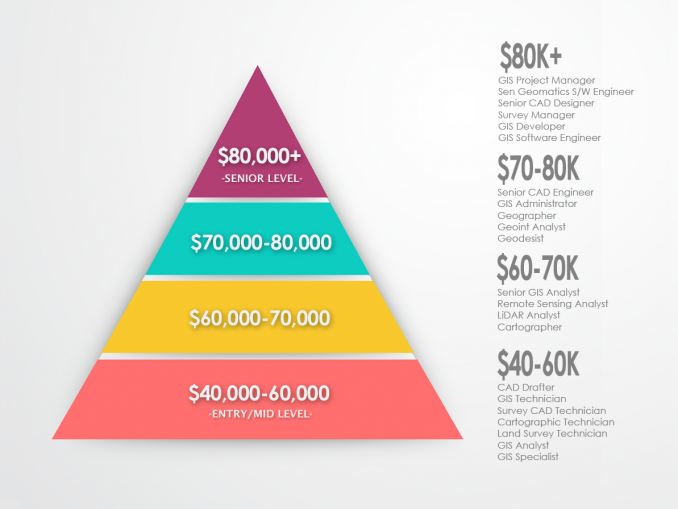 $80,000+
-SENIOR LEVEL-
$70,000-80,000
$60,000-70,000
$40,000-60,000
-ENTRY/MID LEVEL-
$80K+
GIS Project Manager
Sen Geomatics S/W Engineer
Senior CAD Designer
Survey Manager
GIS Developer
GIS Software Engineer
$70-80K
Senior CAD Engineer
GIS Administrator
Geographer
Geoint Analyst
Geodesist
$60-70K
Senior GIS Analyst
Remote Sensing Analyst
LiDAR Analyst
Cartographer
$40-60K
CAD Drafter
GIS Technician
Survey CAD Technician
Cartographic Technician
Land Survey Technician
GIS Analyst
GIS Specialist